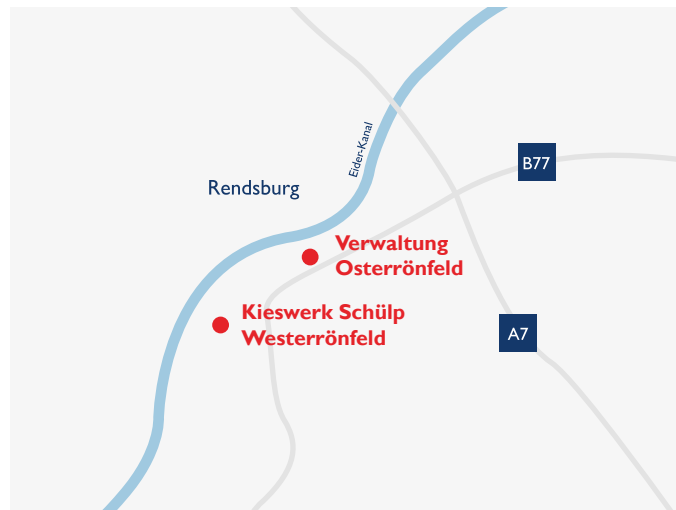 Eider-Kanal
B77
Rendsburg
Verwaltung
Osterrönfeld
Kieswerk Schülp
Westerrönfeld
A7